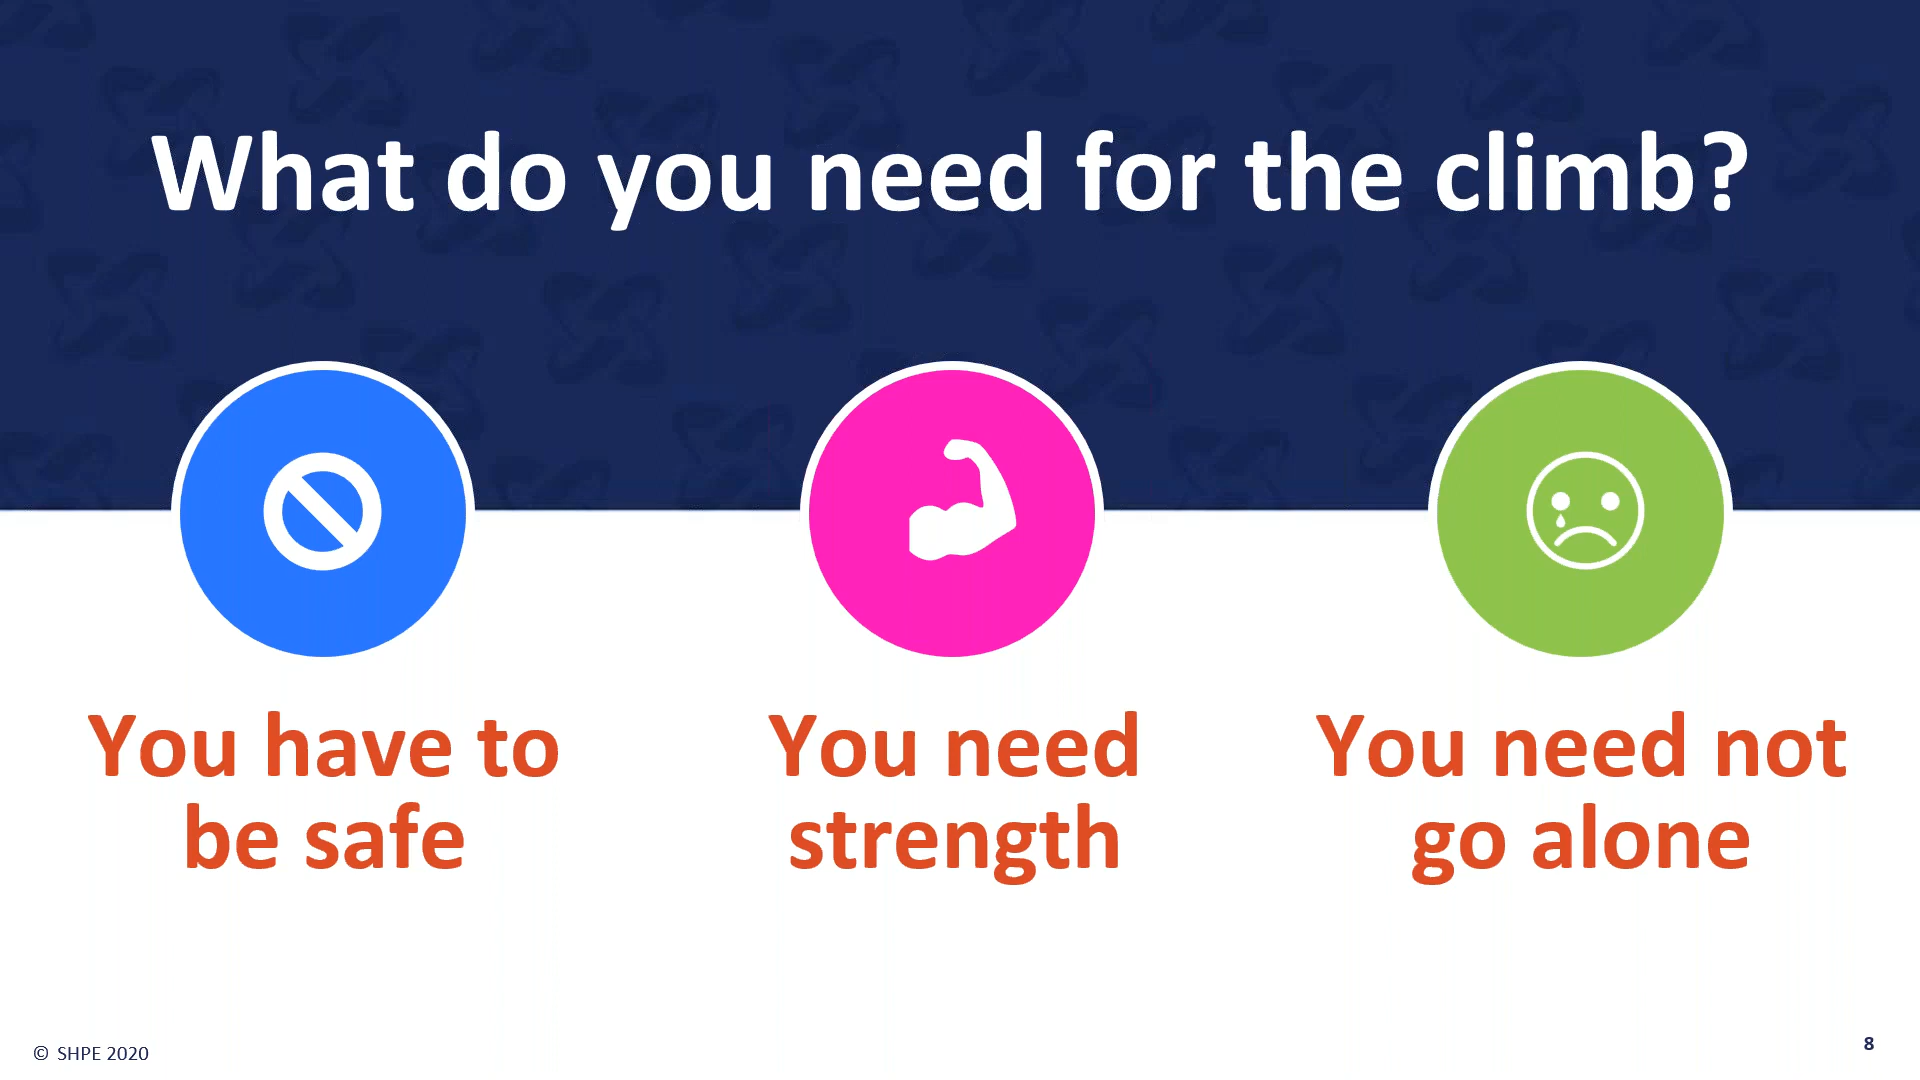 What do you need for the climb?
You have to
be safe
You need
strength
You need not
go alone
© SHPE 2020
8